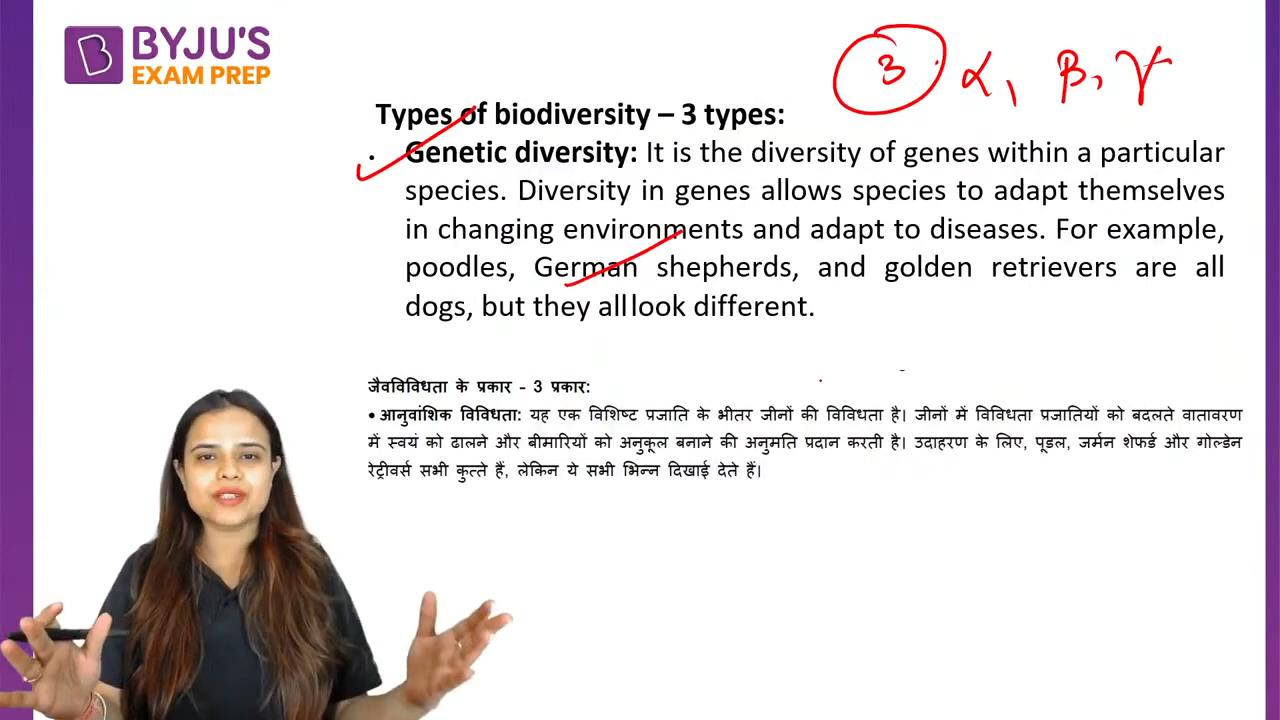 BYJU'S
EXAM PREP
3 α, β, γ
Types of biodiversity – 3 types:
• Genetic diversity: It is the diversity of genes within a particular
species. Diversity in genes allows species to adapt themselves
in changing environments and adapt to diseases. For example,
poodles, German shepherds, and golden retrievers are all
dogs, but they all look different.
जैवविविधता के प्रकार - 3 प्रकार:
• आनुवांशिक विविधता: यह एक विशिष्ट प्रजाति के भीतर जीनों की विविधता है। जीनों में विविधता प्रजातियों को बदलते वातावरण
में स्वयं को ढालने और बीमारियों को अनुकूल बनाने की अनुमति प्रदान करती है। उदाहरण के लिए, पूडल, जर्मन शेफर्ड और गोल्डेन
रेट्रीवर्स सभी कुत्ते हैं, लेकिन ये सभी भिन्न दिखाई देते हैं।